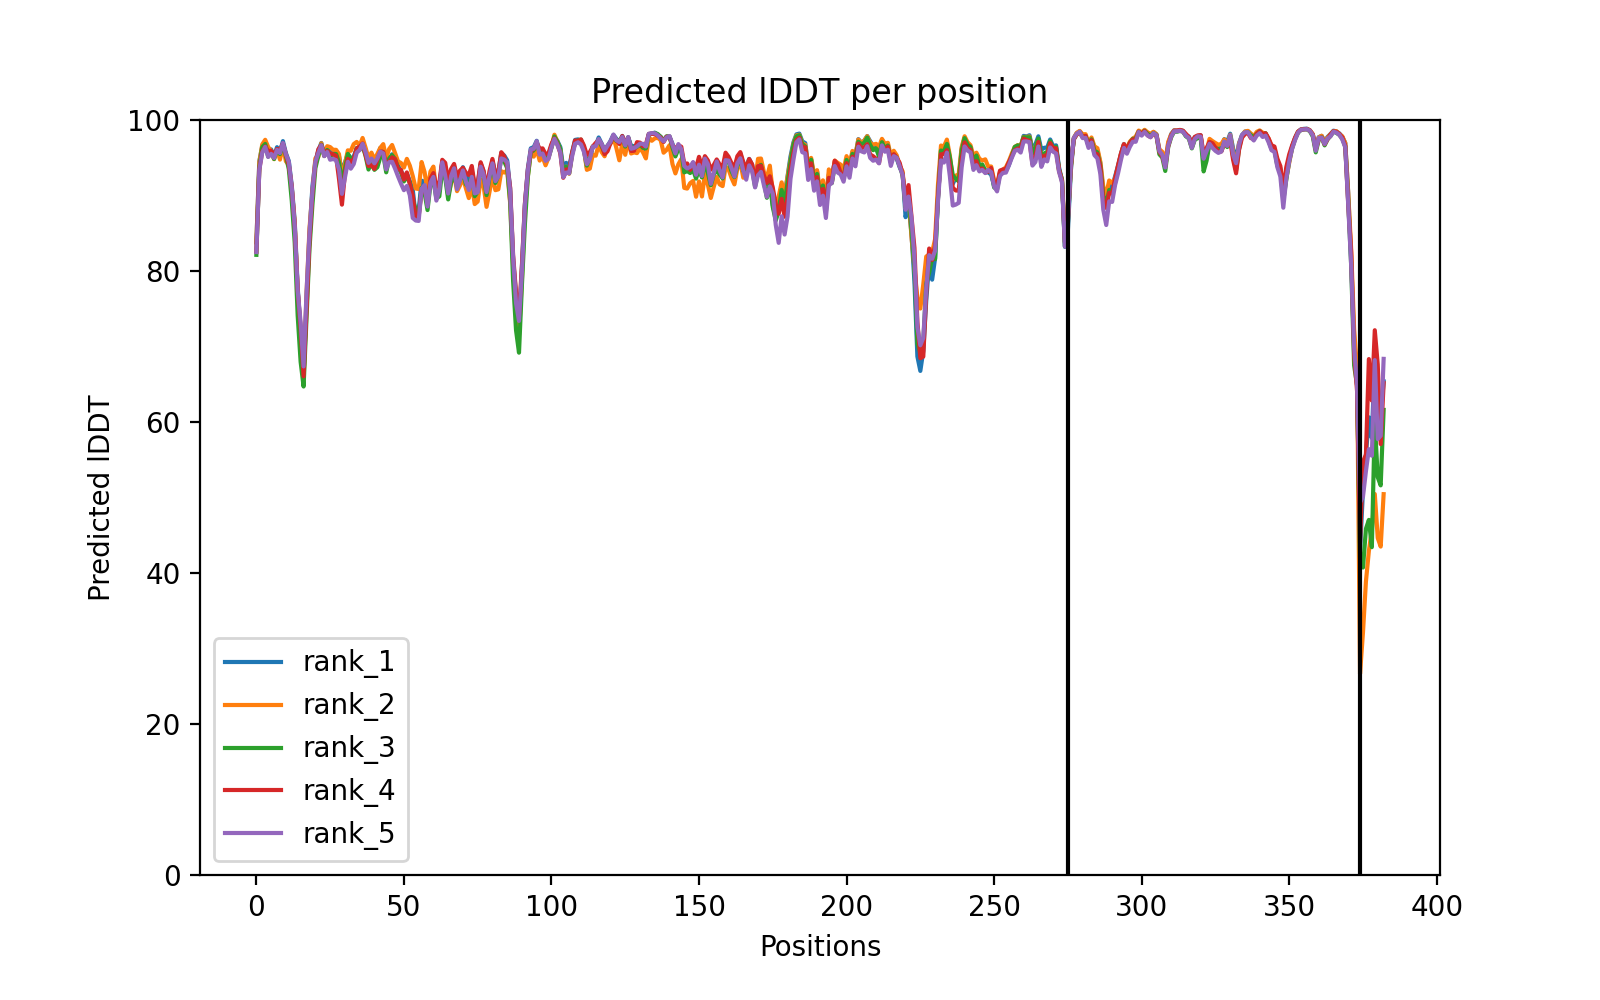 Predicted lDDT per position
100
80
60
40
20
0
Predicted lDDT
rank_1
rank_2
rank_3
rank_4
rank_5
0 50 100 150 200 250 300 350 400
Positions